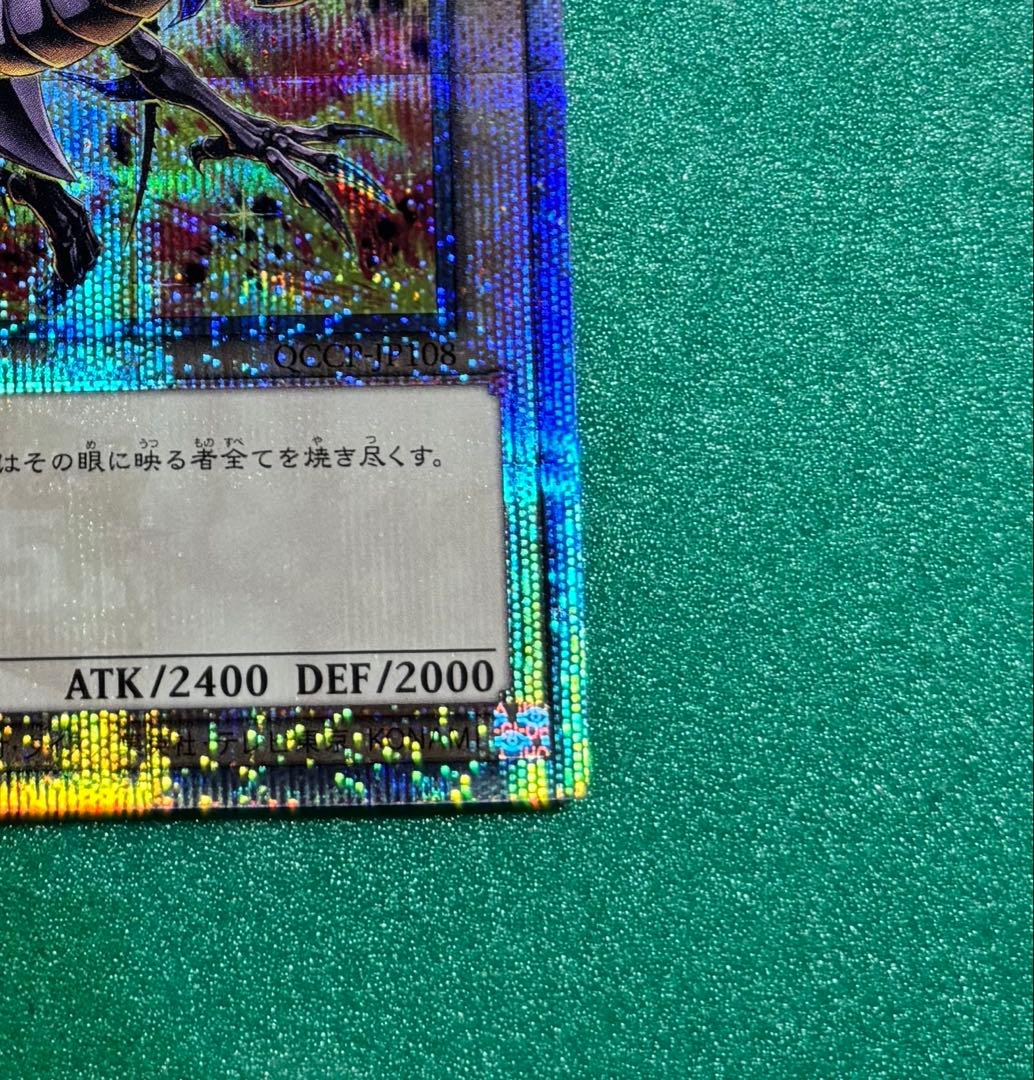 QCCP-JP108
はその眼に映る者全てを焼き尽くす。
ATK/2400 DEF/2000
テレビ東京・KONAMI